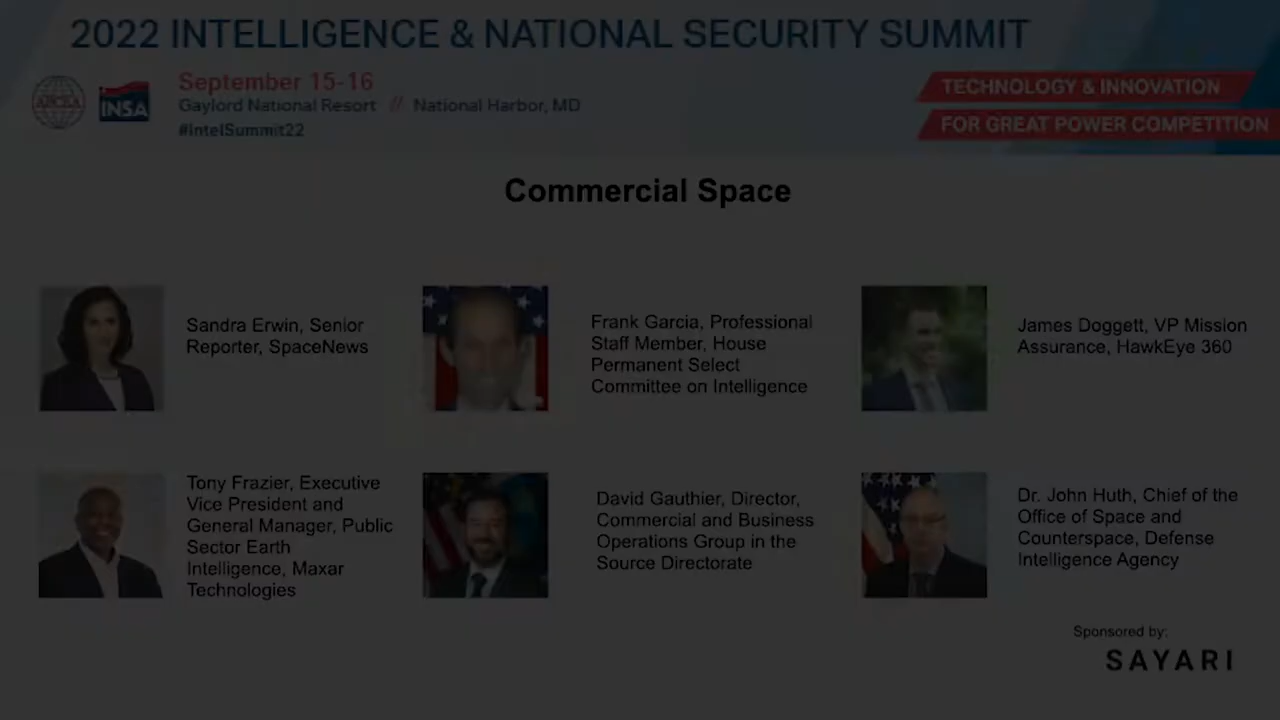 2022 INTELLIGENCE & NATIONAL SECURITY SUMMIT
AFCEA
INSA
September 15-16
Gaylord National Resort // National Harbor, MD
#IntelSummit22
TECHNOLOGY & INNOVATION
FOR GREAT POWER COMPETITION
Commercial Space
Sandra Erwin, Senior
Reporter, SpaceNews
Frank Garcia, Professional
Staff Member, House
Permanent Select
Committee on Intelligence
James Doggett, VP Mission
Assurance, HawkEye 360
Tony Frazier, Executive
Vice President and
General Manager, Public
Sector Earth
Intelligence, Maxar
Technologies
David Gauthier, Director,
Commercial and Business
Operations Group in the
Source Directorate
Dr. John Huth, Chief of the
Office of Space and
Counterspace, Defense
Intelligence Agency
Sponsored by:
SAYARI